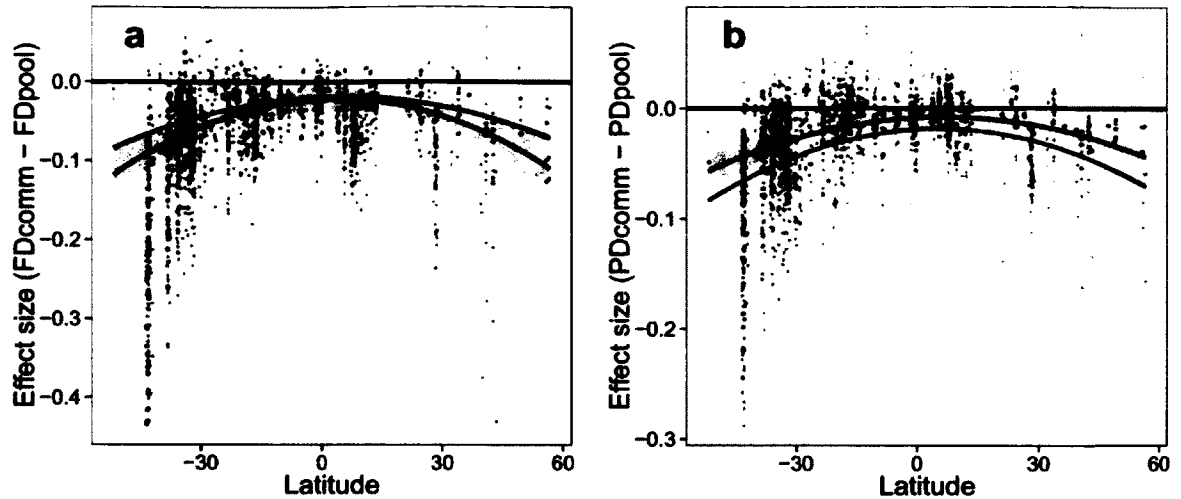 a
Effect size (FDcomm – FDpool)
0.0
−0.1
−0.2
−0.3
−0.4
−30
0
30
60
Latitude
b
Effect size (PDcomm – PDpool)
0.0
−0.1
−0.2
−0.3
−30
0
30
60
Latitude